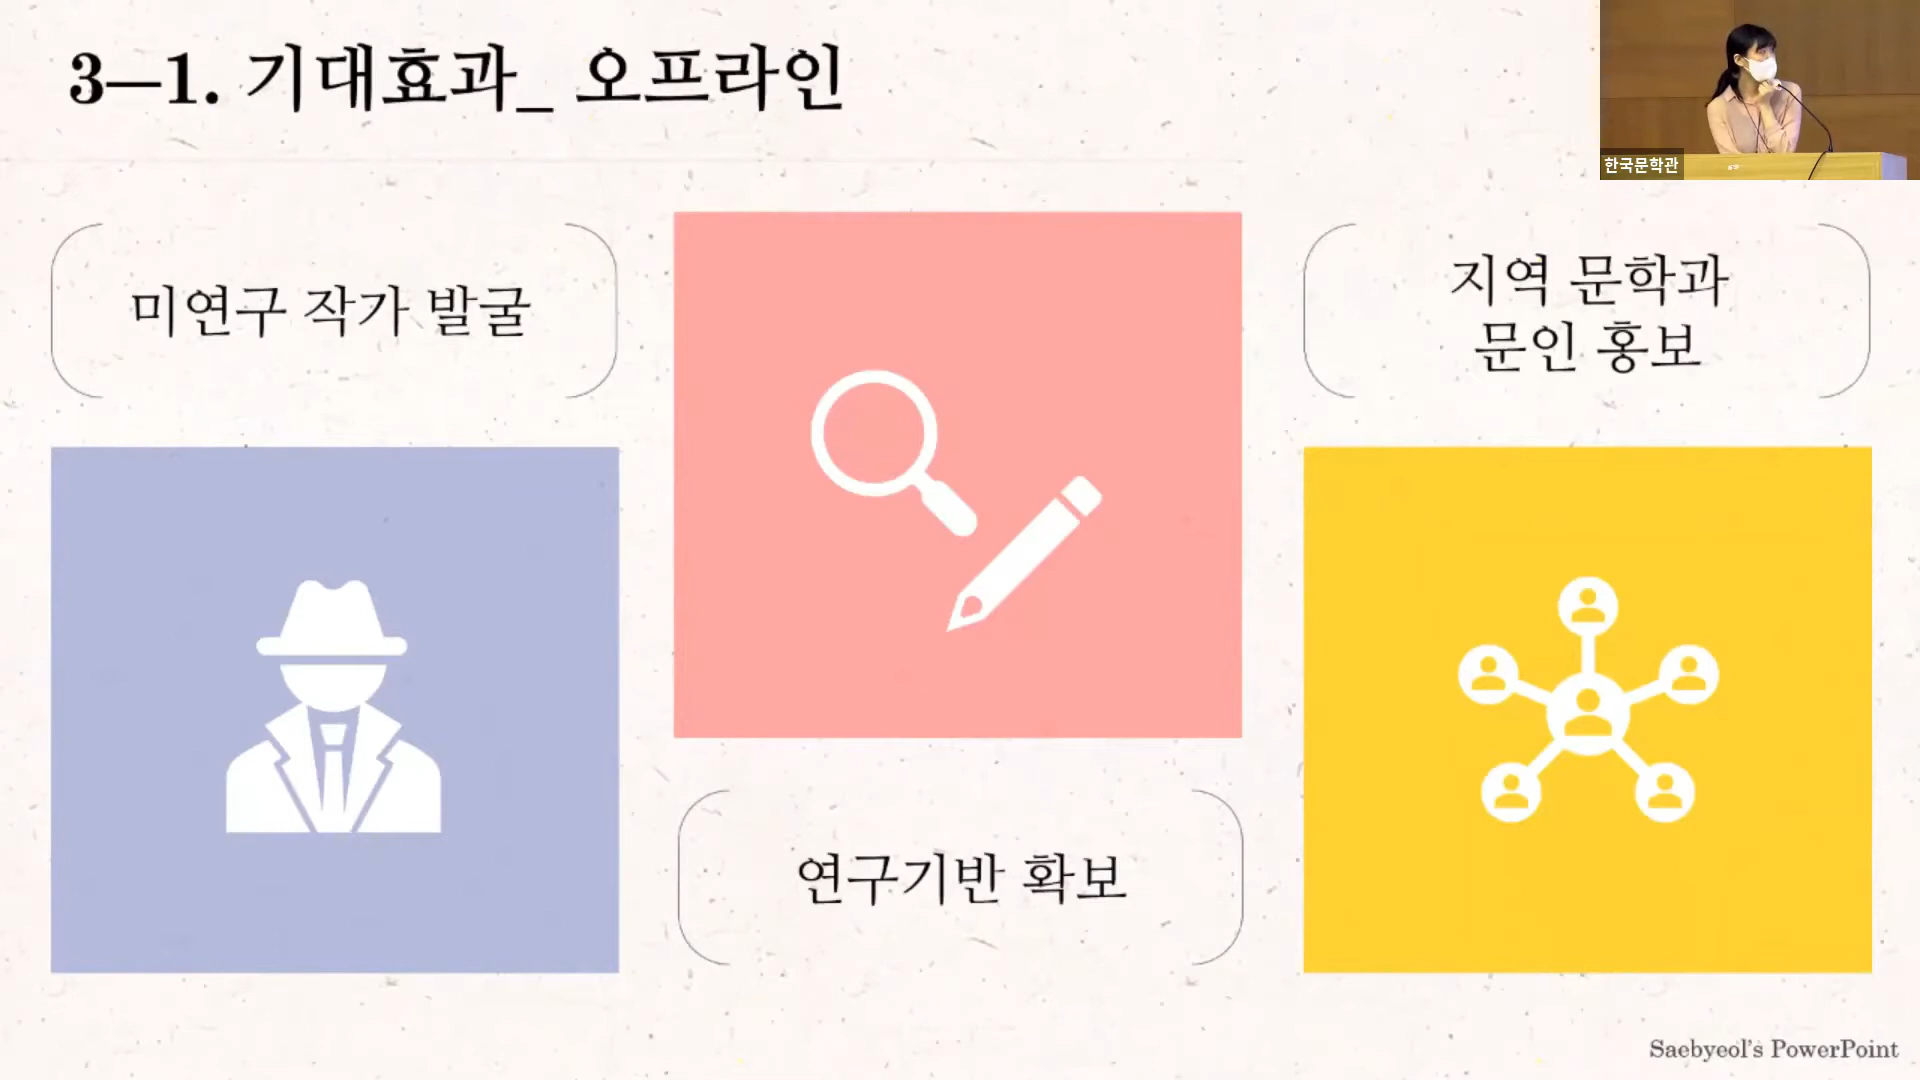 3-1. 기대효과_ 오프라인
한국문학관
미연구 작가 발굴
지역 문학과
문인 홍보
연구기반 확보
Saebyeol's PowerPoint